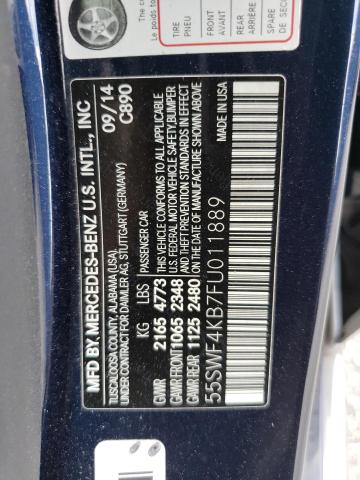 MFD BY, MERCEDES-BENZ U.S. INTL., INC
TUSCALOOSA COUNTY, ALABAMA (USA)
UNDER CONTRACT FOR DAIMLER AG, STUTTGART (GERMANY)
09/14
C890
KG LBS PASSENGER CAR
GVWR 2165 4773 THIS VEHICLE CONFORMS TO ALL APPLICABLE
GAWR FRONT 1065 2348 U.S. FEDERAL MOTOR VEHICLE SAFETY, BUMPER
GAWR REAR 1125 2480 AND THEFT PREVENTION STANDARDS IN EFFECT
ON THE DATE OF MANUFACTURE SHOWN ABOVE
55SWF4KB7FU011889 MADE IN USA
TIRE
PNEU
FRONT
AVANT
REAR
ARRIÈRE
SPARE
DE SECOU